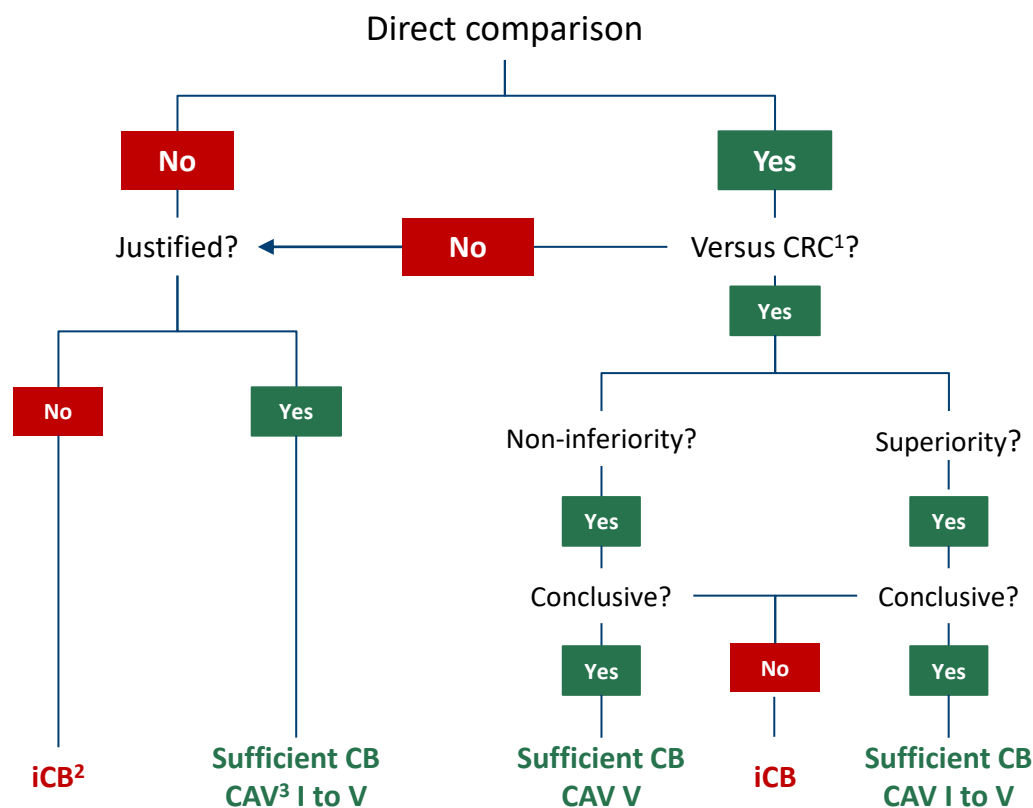 Direct comparison
No
Yes
Justified?
No
Versus CRC¹?
Yes
No
Yes
Non-inferiority?
Superiority?
Yes
Yes
Conclusive?
Conclusive?
Yes
No
Yes
iCB²
Sufficient CB
CAV³ I to V
Sufficient CB
CAV V
iCB
Sufficient CB
CAV I to V